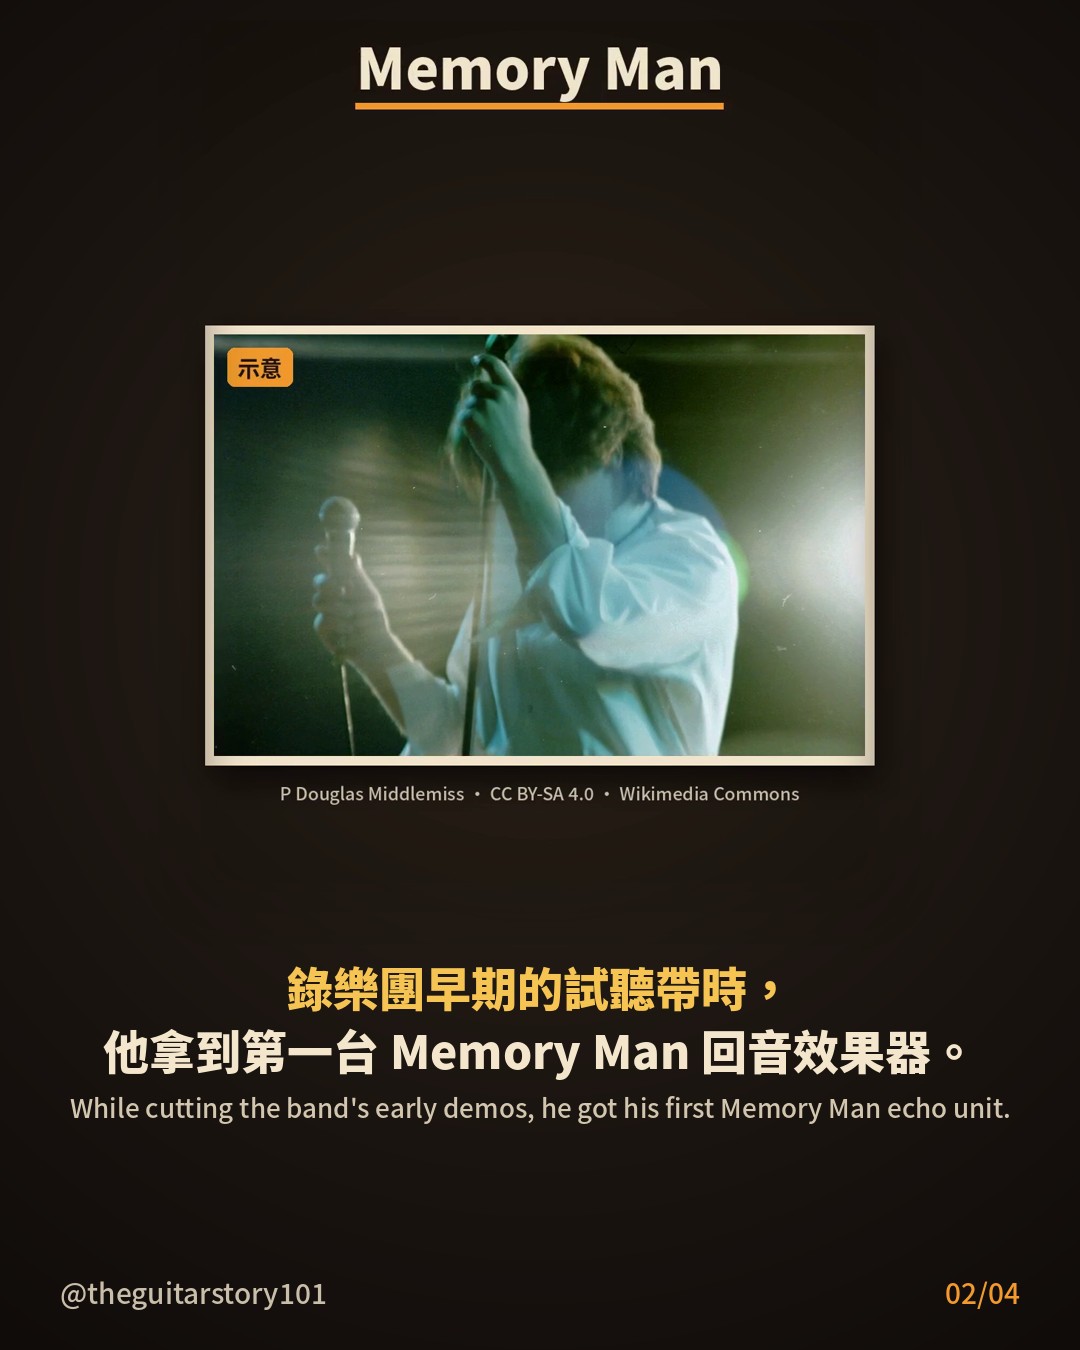 Memory Man
示意
P Douglas Middlemiss • CC BY-SA 4.0 • Wikimedia Commons
錄樂團早期的試聽帶時，
他拿到第一台 Memory Man 回音效果器。
While cutting the band's early demos, he got his first Memory Man echo unit.
@theguitarstory101
02/04